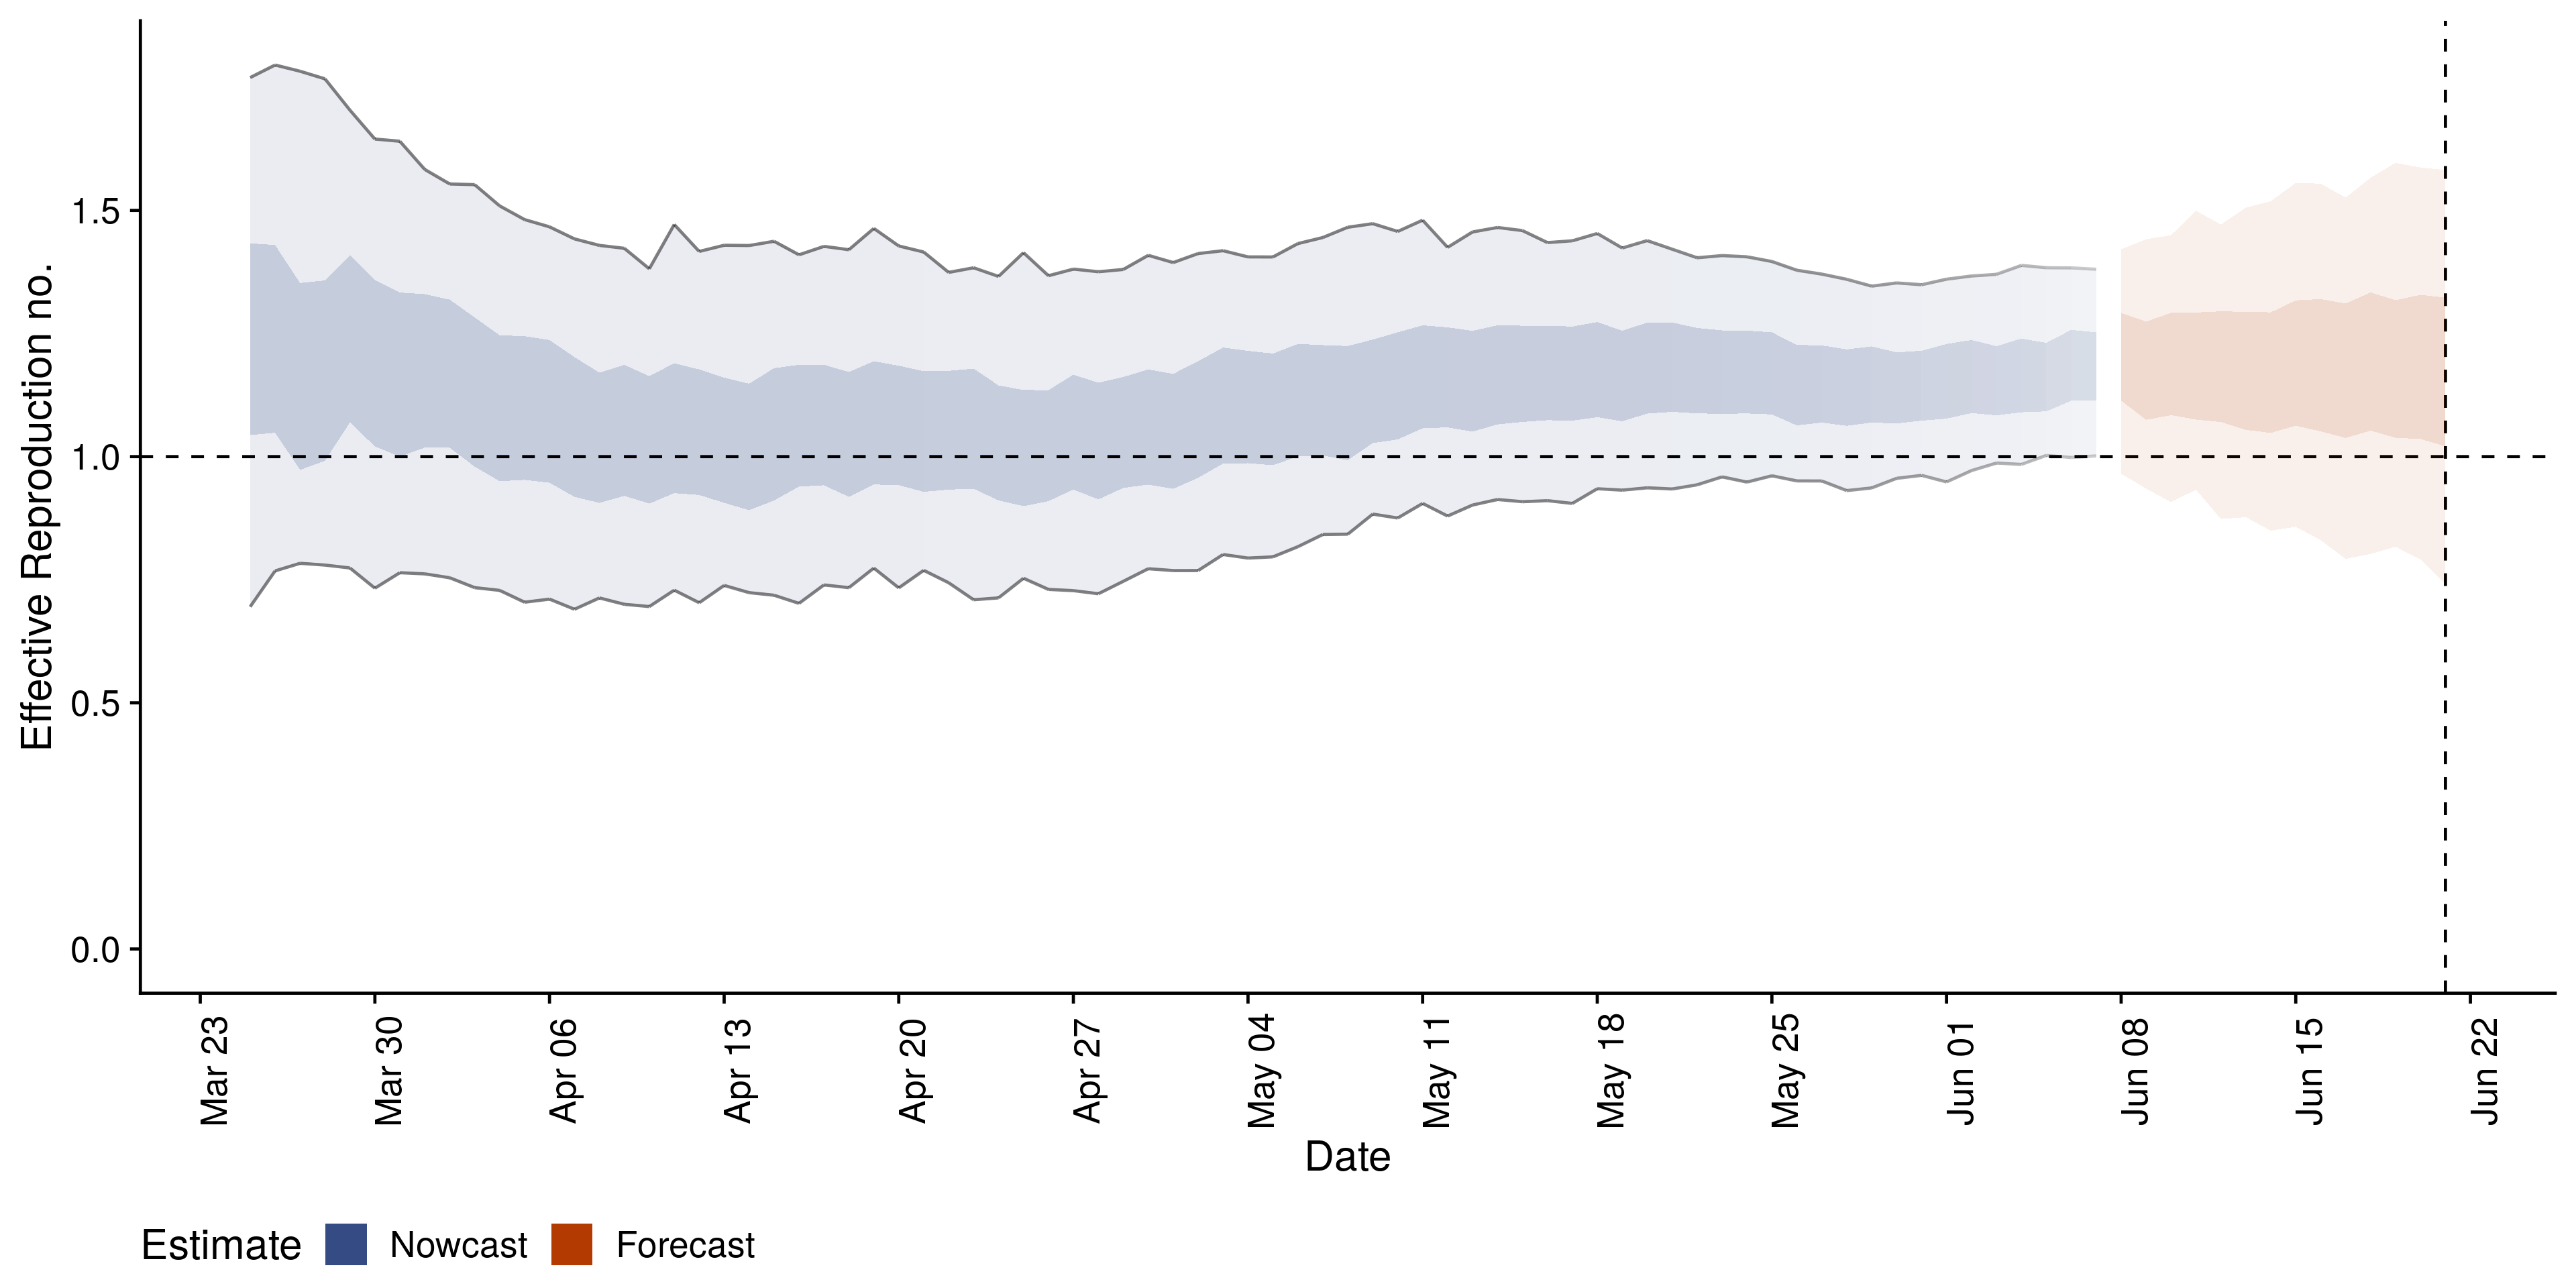 Effective Reproduction no.
1.5
1.0
0.5
0.0
Mar 23
Mar 30
Apr 06
Apr 13
Apr 20
Apr 27
May 04
May 11
May 18
May 25
Jun 01
Jun 08
Jun 15
Jun 22
Date
Estimate Nowcast Forecast